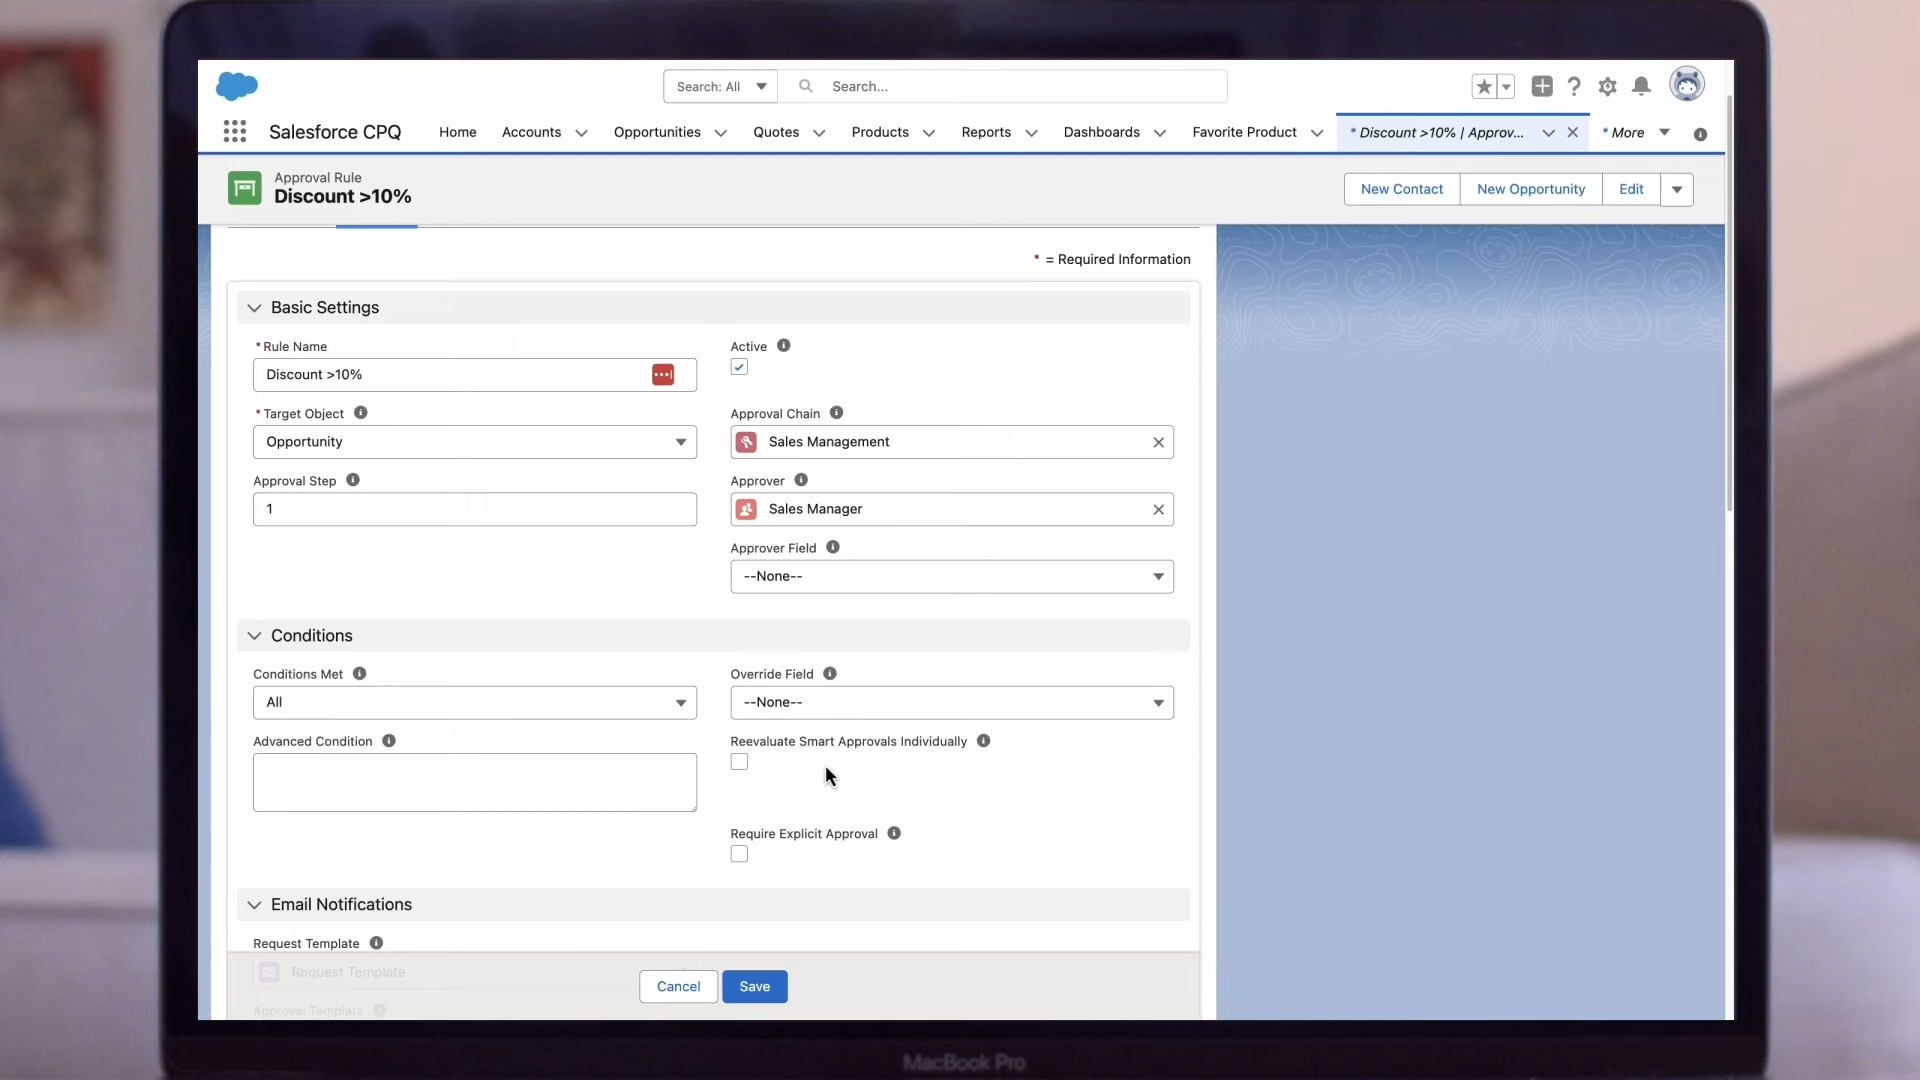 Search: All
Search...
Salesforce CPQ
Home
Accounts
Opportunities
Quotes
Products
Reports
Dashboards
Favorite Product
* Discount >10% | Approv...
* More
Approval Rule
Discount >10%
New Contact
New Opportunity
Edit
* = Required Information
Basic Settings
* Rule Name
Active
Discount >10%
* Target Object
Approval Chain
Opportunity
Sales Management
Approval Step
Approver
1
Sales Manager
Approver Field
--None--
Conditions
Conditions Met
Override Field
All
--None--
Advanced Condition
Reevaluate Smart Approvals Individually
Require Explicit Approval
Email Notifications
Request Template
Request Template
Approval Template
Cancel
Save
MacBook Pro